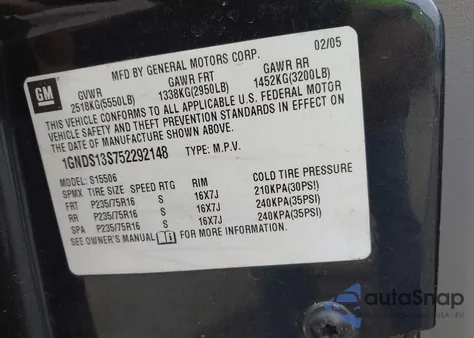 MFD BY GENERAL MOTORS CORP. 02/05
GM
GVWR GAWR FRT GAWR RR
2518KG(5550LB) 1338KG(2950LB) 1452KG(3200LB)
THIS VEHICLE CONFORMS TO ALL APPLICABLE U.S. FEDERAL MOTOR
VEHICLE SAFETY AND THEFT PREVENTION STANDARDS IN EFFECT ON
THE DATE OF MANUFACTURE SHOWN ABOVE.
1GNDS13S752292148 TYPE: M.P.V.
MODEL: S15506
SPMX TIRE SIZE SPEED RTG RIM COLD TIRE PRESSURE
FRT P235/75R16 S 16X7J 210KPA(30PSI)
RR P235/75R16 S 16X7J 240KPA(35PSI)
SPA P235/75R16 S 16X7J 240KPA(35PSI)
SEE OWNER'S MANUAL FOR MORE INFORMATION.
autaSnap